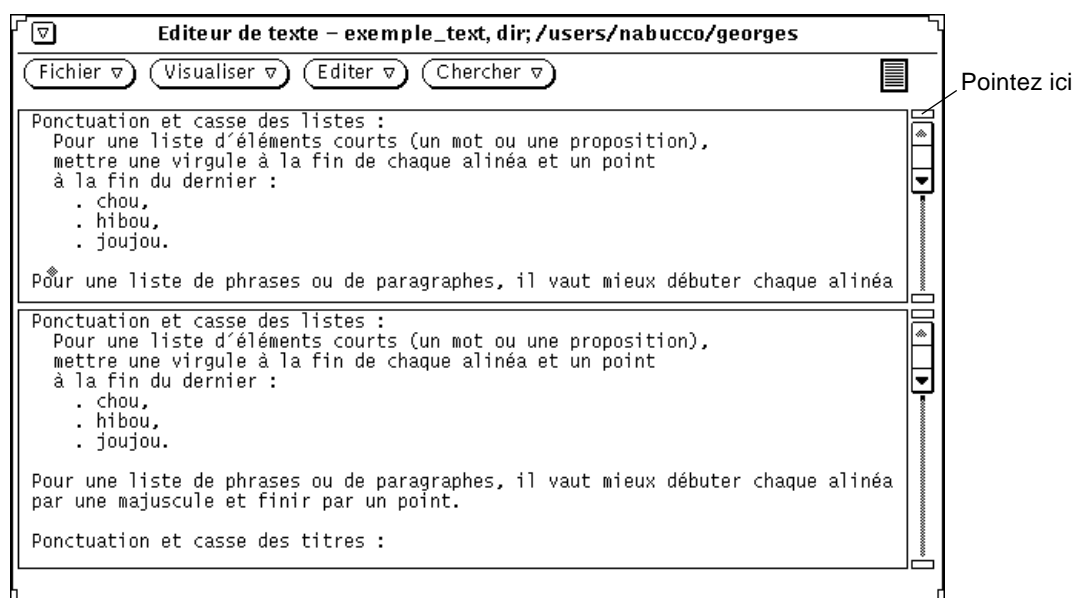 Editeur de texte – exemple_text, dir; /users/nabucco/georges
Fichier Visualiser Editer Chercher
Pointez ici
Ponctuation et casse des listes :
Pour une liste d´éléments courts (un mot ou une proposition),
mettre une virgule à la fin de chaque alinéa et un point
à la fin du dernier :
. chou,
. hibou,
. joujou.
Pour une liste de phrases ou de paragraphes, il vaut mieux débuter chaque alinéa
Ponctuation et casse des listes :
Pour une liste d´éléments courts (un mot ou une proposition),
mettre une virgule à la fin de chaque alinéa et un point
à la fin du dernier :
. chou,
. hibou,
. joujou.
Pour une liste de phrases ou de paragraphes, il vaut mieux débuter chaque alinéa
par une majuscule et finir par un point.
Ponctuation et casse des titres :